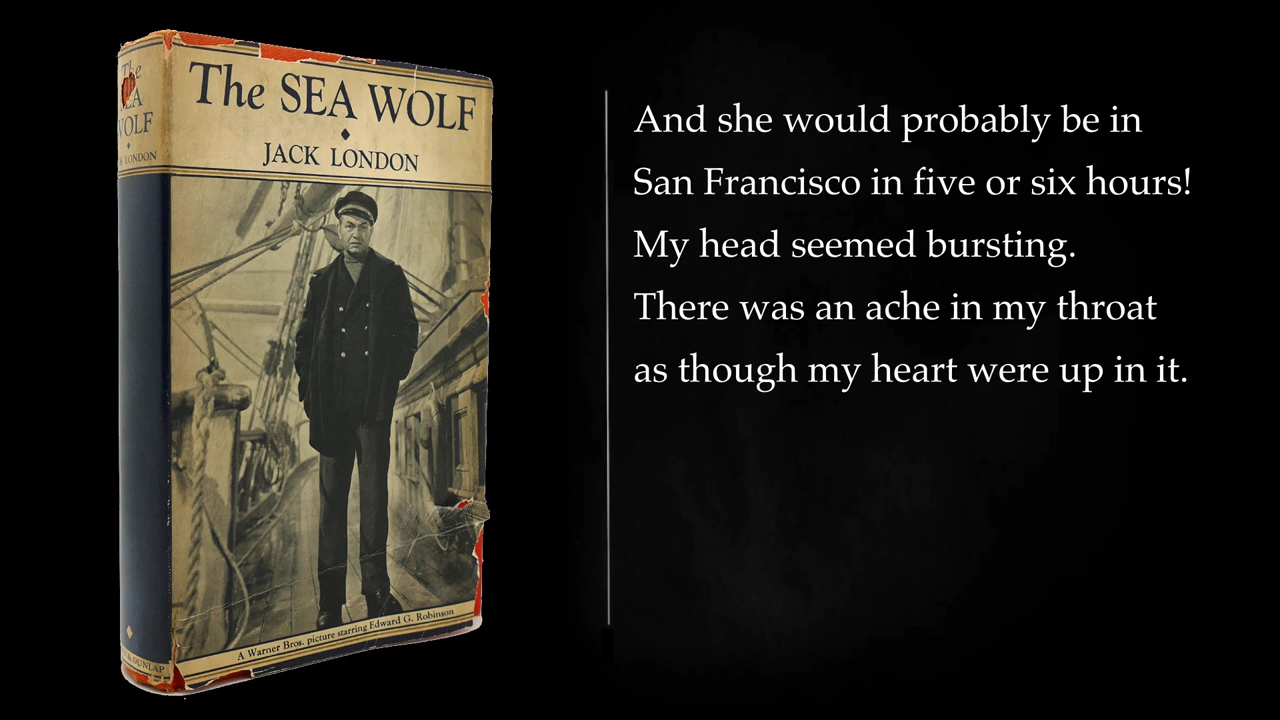 The
SEA
WOLF
LONDON
DUNLAP
The SEA WOLF
JACK LONDON
A Warner Bros. picture starring Edward G. Robinson
And she would probably be in
San Francisco in five or six hours!
My head seemed bursting.
There was an ache in my throat
as though my heart were up in it.